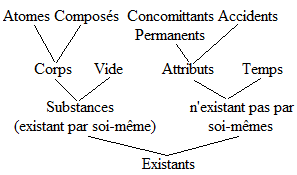 Atomes Composés Concomittants Accidents
Permanents
Corps Vide Attributs Temps
Substances n'existant pas par
(existant par soi-même) soi-mêmes
Existants